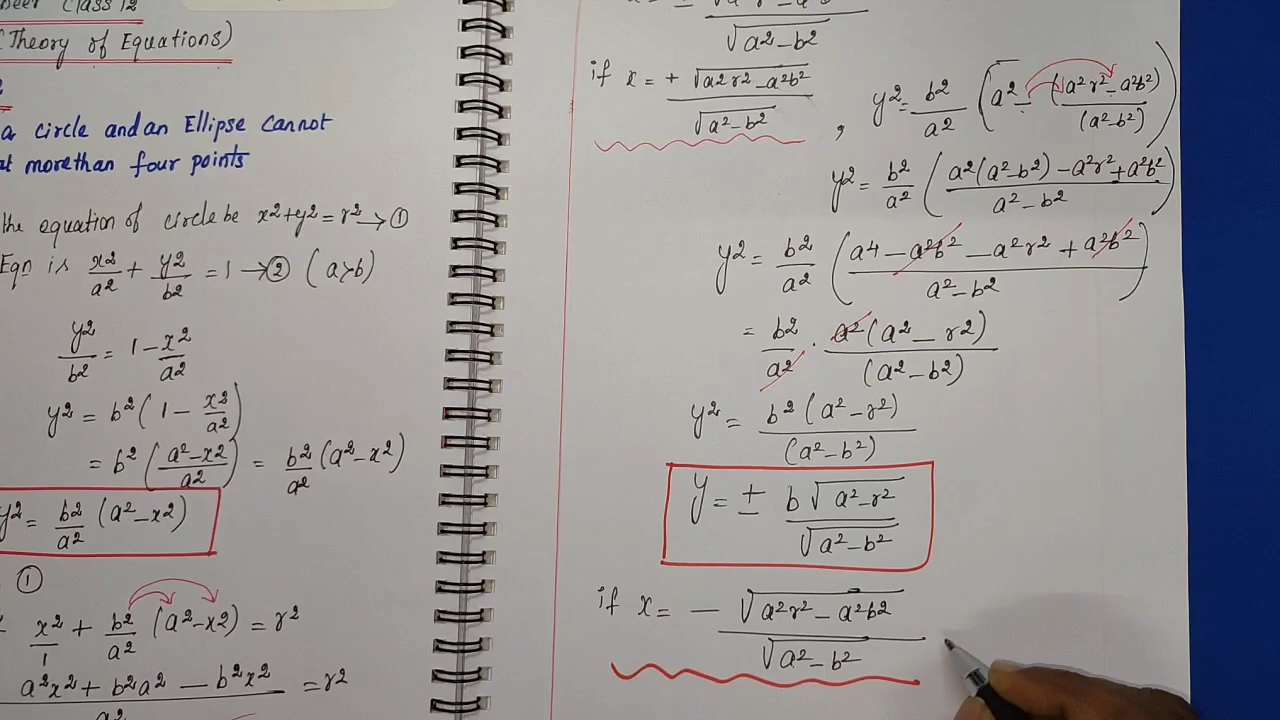 Class 12
(Theory of Equations)
a circle and an Ellipse cannot
at more than four points
the equation of circle be x²+y² = r² → ①
Eqn is x²/a² + y²/b² = 1 → ② (a>b)
y²/b² = 1 - x²/a²
y² = b² (1 - x²/a²)
= b² ((a²-x²)/a²) = b²/a² (a²-x²)
y² = b²/a² (a²-x²)
①
x²/1 + b²/a² (a²-x²) = r²
(a²x² + b²a² - b²x²)/a² = r²
√a²-b²
if x = + √a²r²-a²b² / √a²-b² , y² = b²/a² (a² - (a²r²-a²b²)/(a²-b²))
y² = b²/a² ((a²(a²-b²) - a²r² + a²b²)/(a²-b²))
y² = b²/a² ((a4 - a²b² - a²r² + a²b²)/(a²-b²))
= b²/a² . a²(a²-r²)/(a²-b²)
y² = b²(a²-r²)/(a²-b²)
y = ± b√a²-r² / √a²-b²
if x = - √a²r²-a²b² / √a²-b²